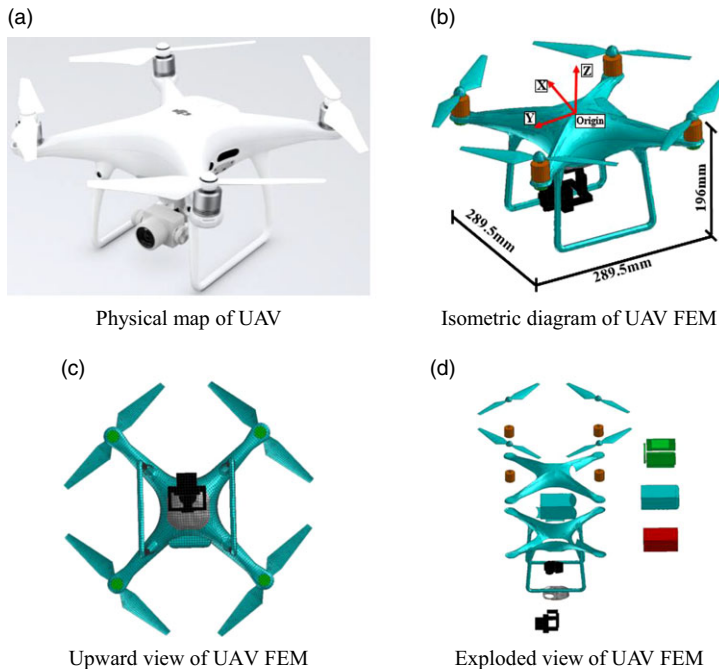 (a)
Physical map of UAV
(b)
Z
X
Y
Origin
196mm
289.5mm
289.5mm
Isometric diagram of UAV FEM
(c)
Upward view of UAV FEM
(d)
Exploded view of UAV FEM